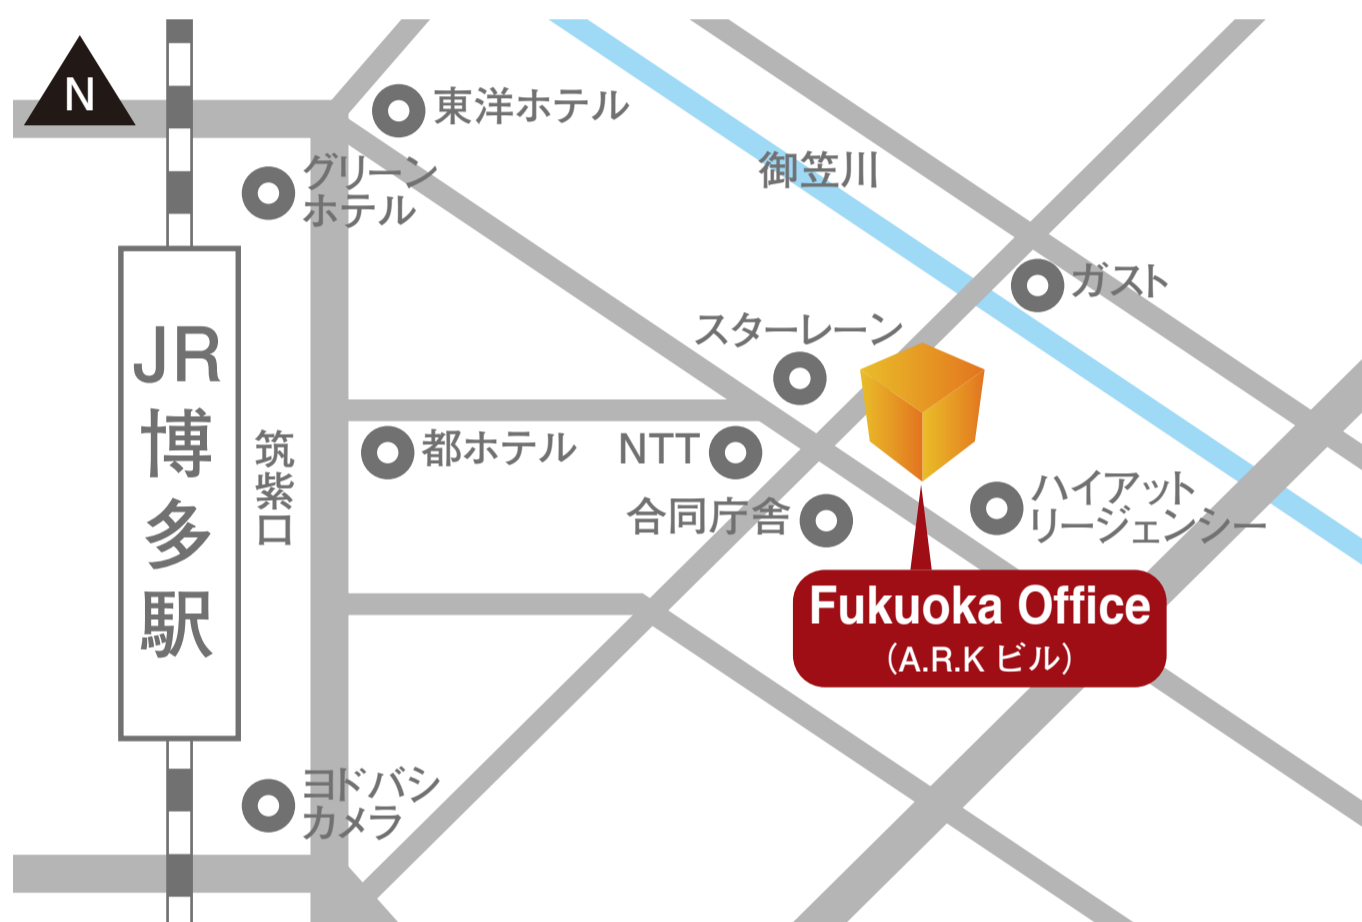 N
東洋ホテル
グリーン
ホテル
御笠川
ガスト
スターレーン
JR
博多駅
筑紫口
都ホテル
NTT
合同庁舎
ハイアット
リージェンシー
Fukuoka Office
(A.R.K ビル)
ヨドバシ
カメラ